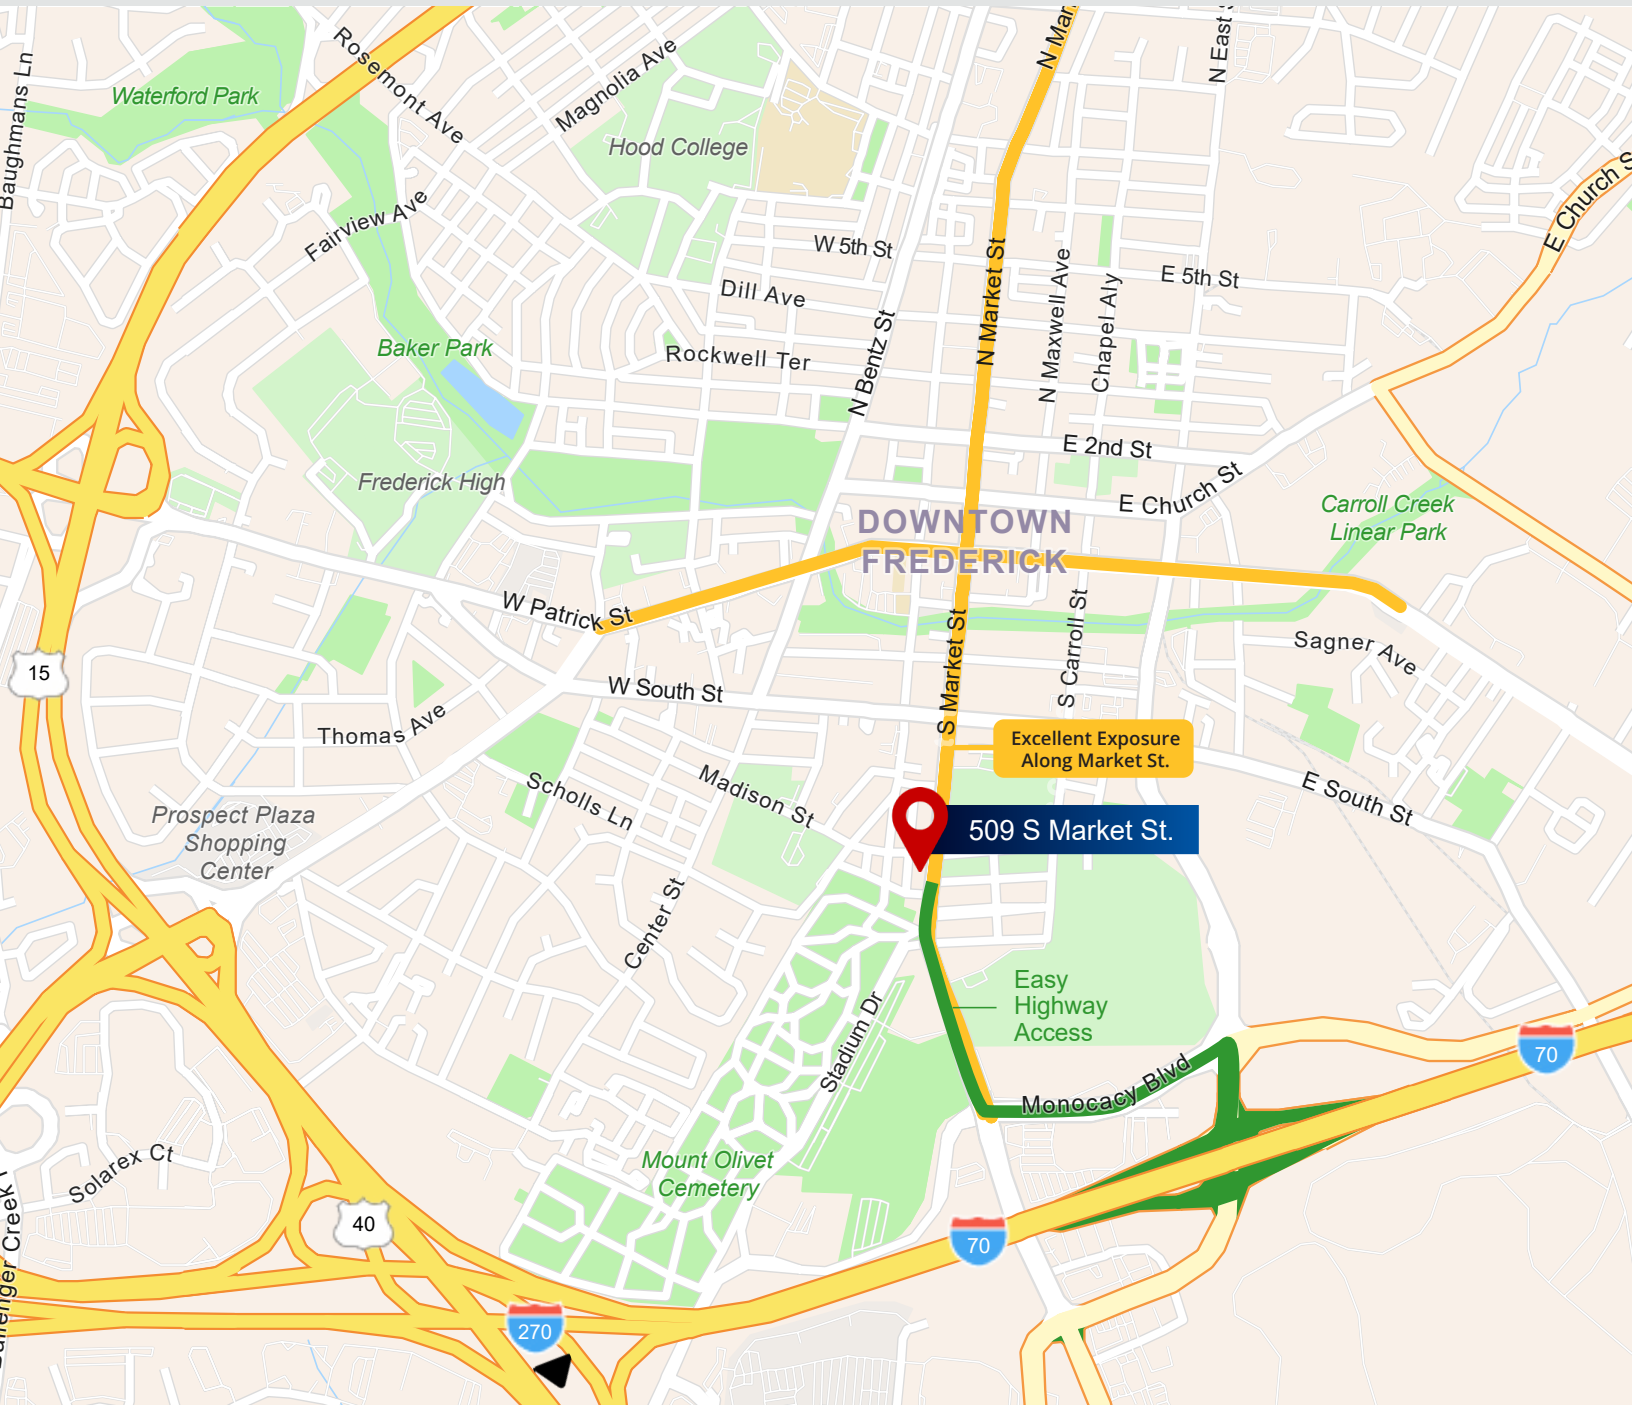 N Mar
N East S
Rosemont Ave
Magnolia Ave
Baughmans Ln
Waterford Park
Hood College
E Church S
Fairview Ave
W 5th St
E 5th St
Dill Ave
N Market St
N Maxwell Ave
Chapel Aly
Baker Park
Rockwell Ter
N Bentz St
E 2nd St
Frederick High
E Church St
Carroll Creek
Linear Park
DOWNTOWN
FREDERICK
W Patrick St
S Carroll St
Sagner Ave
15
W South St
S Market St
Thomas Ave
Excellent Exposure
Along Market St.
Scholls Ln
Madison St
E South St
Prospect Plaza
Shopping
Center
509 S Market St.
Center St
Easy
Highway
Access
Stadium Dr
70
Monocacy Blvd
Solarex Ct
Mount Olivet
Cemetery
40
70
Ballenger Creek
270